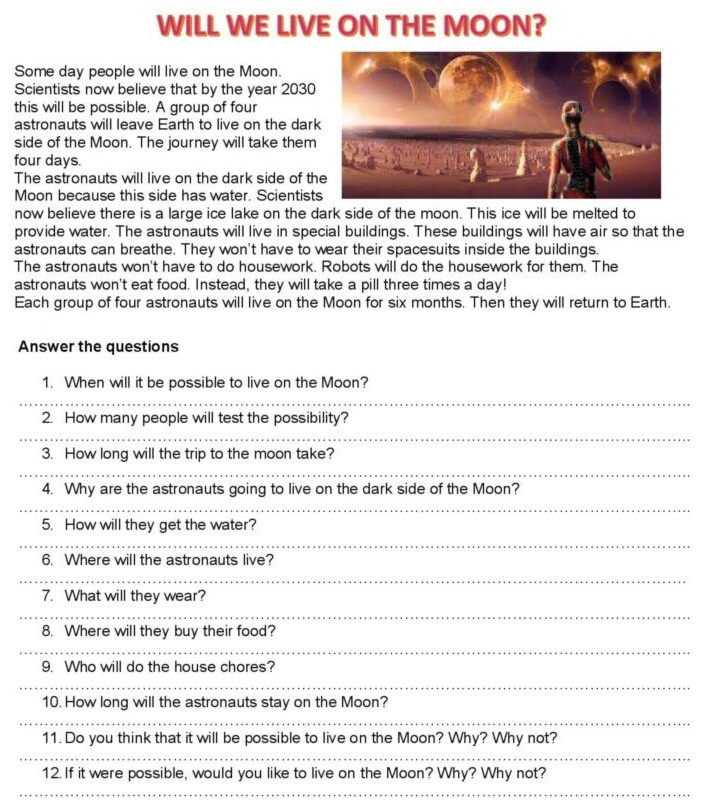 WILL WE LIVE ON THE MOON?
Some day people will live on the Moon.
Scientists now believe that by the year 2030
this will be possible. A group of four
astronauts will leave Earth to live on the dark
side of the Moon. The journey will take them
four days.
The astronauts will live on the dark side of the
Moon because this side has water. Scientists
now believe there is a large ice lake on the dark side of the moon. This ice will be melted to
provide water. The astronauts will live in special buildings. These buildings will have air so that the
astronauts can breathe. They won't have to wear their spacesuits inside the buildings.
The astronauts won't have to do housework. Robots will do the housework for them. The
astronauts won't eat food. Instead, they will take a pill three times a day!
Each group of four astronauts will live on the Moon for six months. Then they will return to Earth.
Answer the questions
1. When will it be possible to live on the Moon?
2. How many people will test the possibility?
3. How long will the trip to the moon take?
4. Why are the astronauts going to live on the dark side of the Moon?
5. How will they get the water?
6. Where will the astronauts live?
7. What will they wear?
8. Where will they buy their food?
9. Who will do the house chores?
10. How long will the astronauts stay on the Moon?
11. Do you think that it will be possible to live on the Moon? Why? Why not?
12. If it were possible, would you like to live on the Moon? Why? Why not?